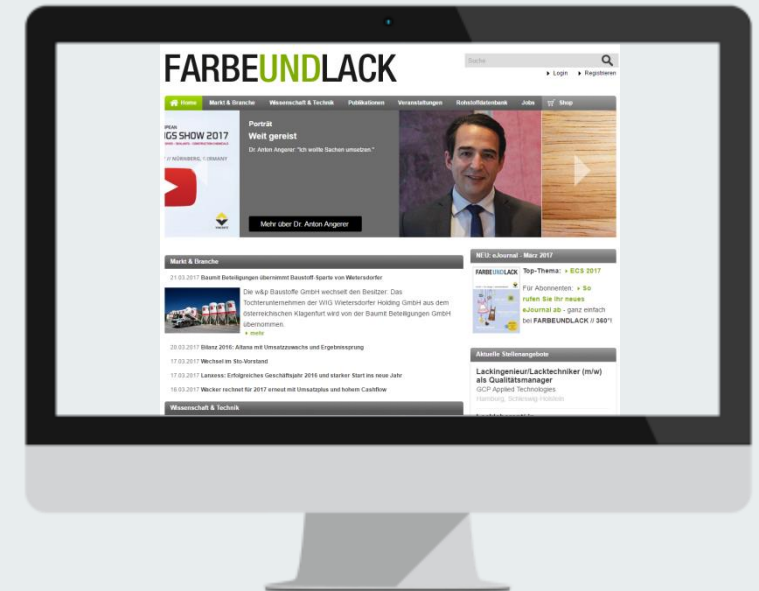 FARBEUNDLACK
Suche
Login Registrieren
Home Markt & Branche Wissenschaft & Technik Publikationen Veranstaltungen Rohstoffdatenbank Jobs Shop
GS SHOW 2017
NÜRNBERG, GERMANY
Porträt
Weit gereist
Dr. Anton Angerer: "Ich wollte Sachen umsetzen."
Mehr über Dr. Anton Angerer
Markt & Branche
21.03.2017 Baumit Beteiligungen übernimmt Baustoff-Sparte von Wietersdorfer
Die w&p Baustoffe GmbH wechselt den Besitzer: Das
Tochterunternehmen der WIG Wietersdorfer Holding GmbH aus dem
österreichischen Klagenfurt wird von der Baumit Beteiligungen GmbH
übernommen.
mehr
20.03.2017 Bilanz 2016: Altana mit Umsatzzuwachs und Ergebnissprung
17.03.2017 Wechsel im Sto-Vorstand
17.03.2017 Lanxess: Erfolgreiches Geschäftsjahr 2016 und starker Start ins neue Jahr
16.03.2017 Wacker rechnet für 2017 erneut mit Umsatzplus und hohem Cashflow
Wissenschaft & Technik
NEU: eJournal - März 2017
FARBEUNDLACK
Top-Thema: ECS 2017
Für Abonnenten: So
rufen Sie Ihr neues
eJournal ab - ganz einfach
bei FARBEUNDLACK // 360°!
Aktuelle Stellenangebote
Lackingenieur/Lacktechniker (m/w)
als Qualitätsmanager
GCP Applied Technologies
Hamburg, Schleswig-Holstein